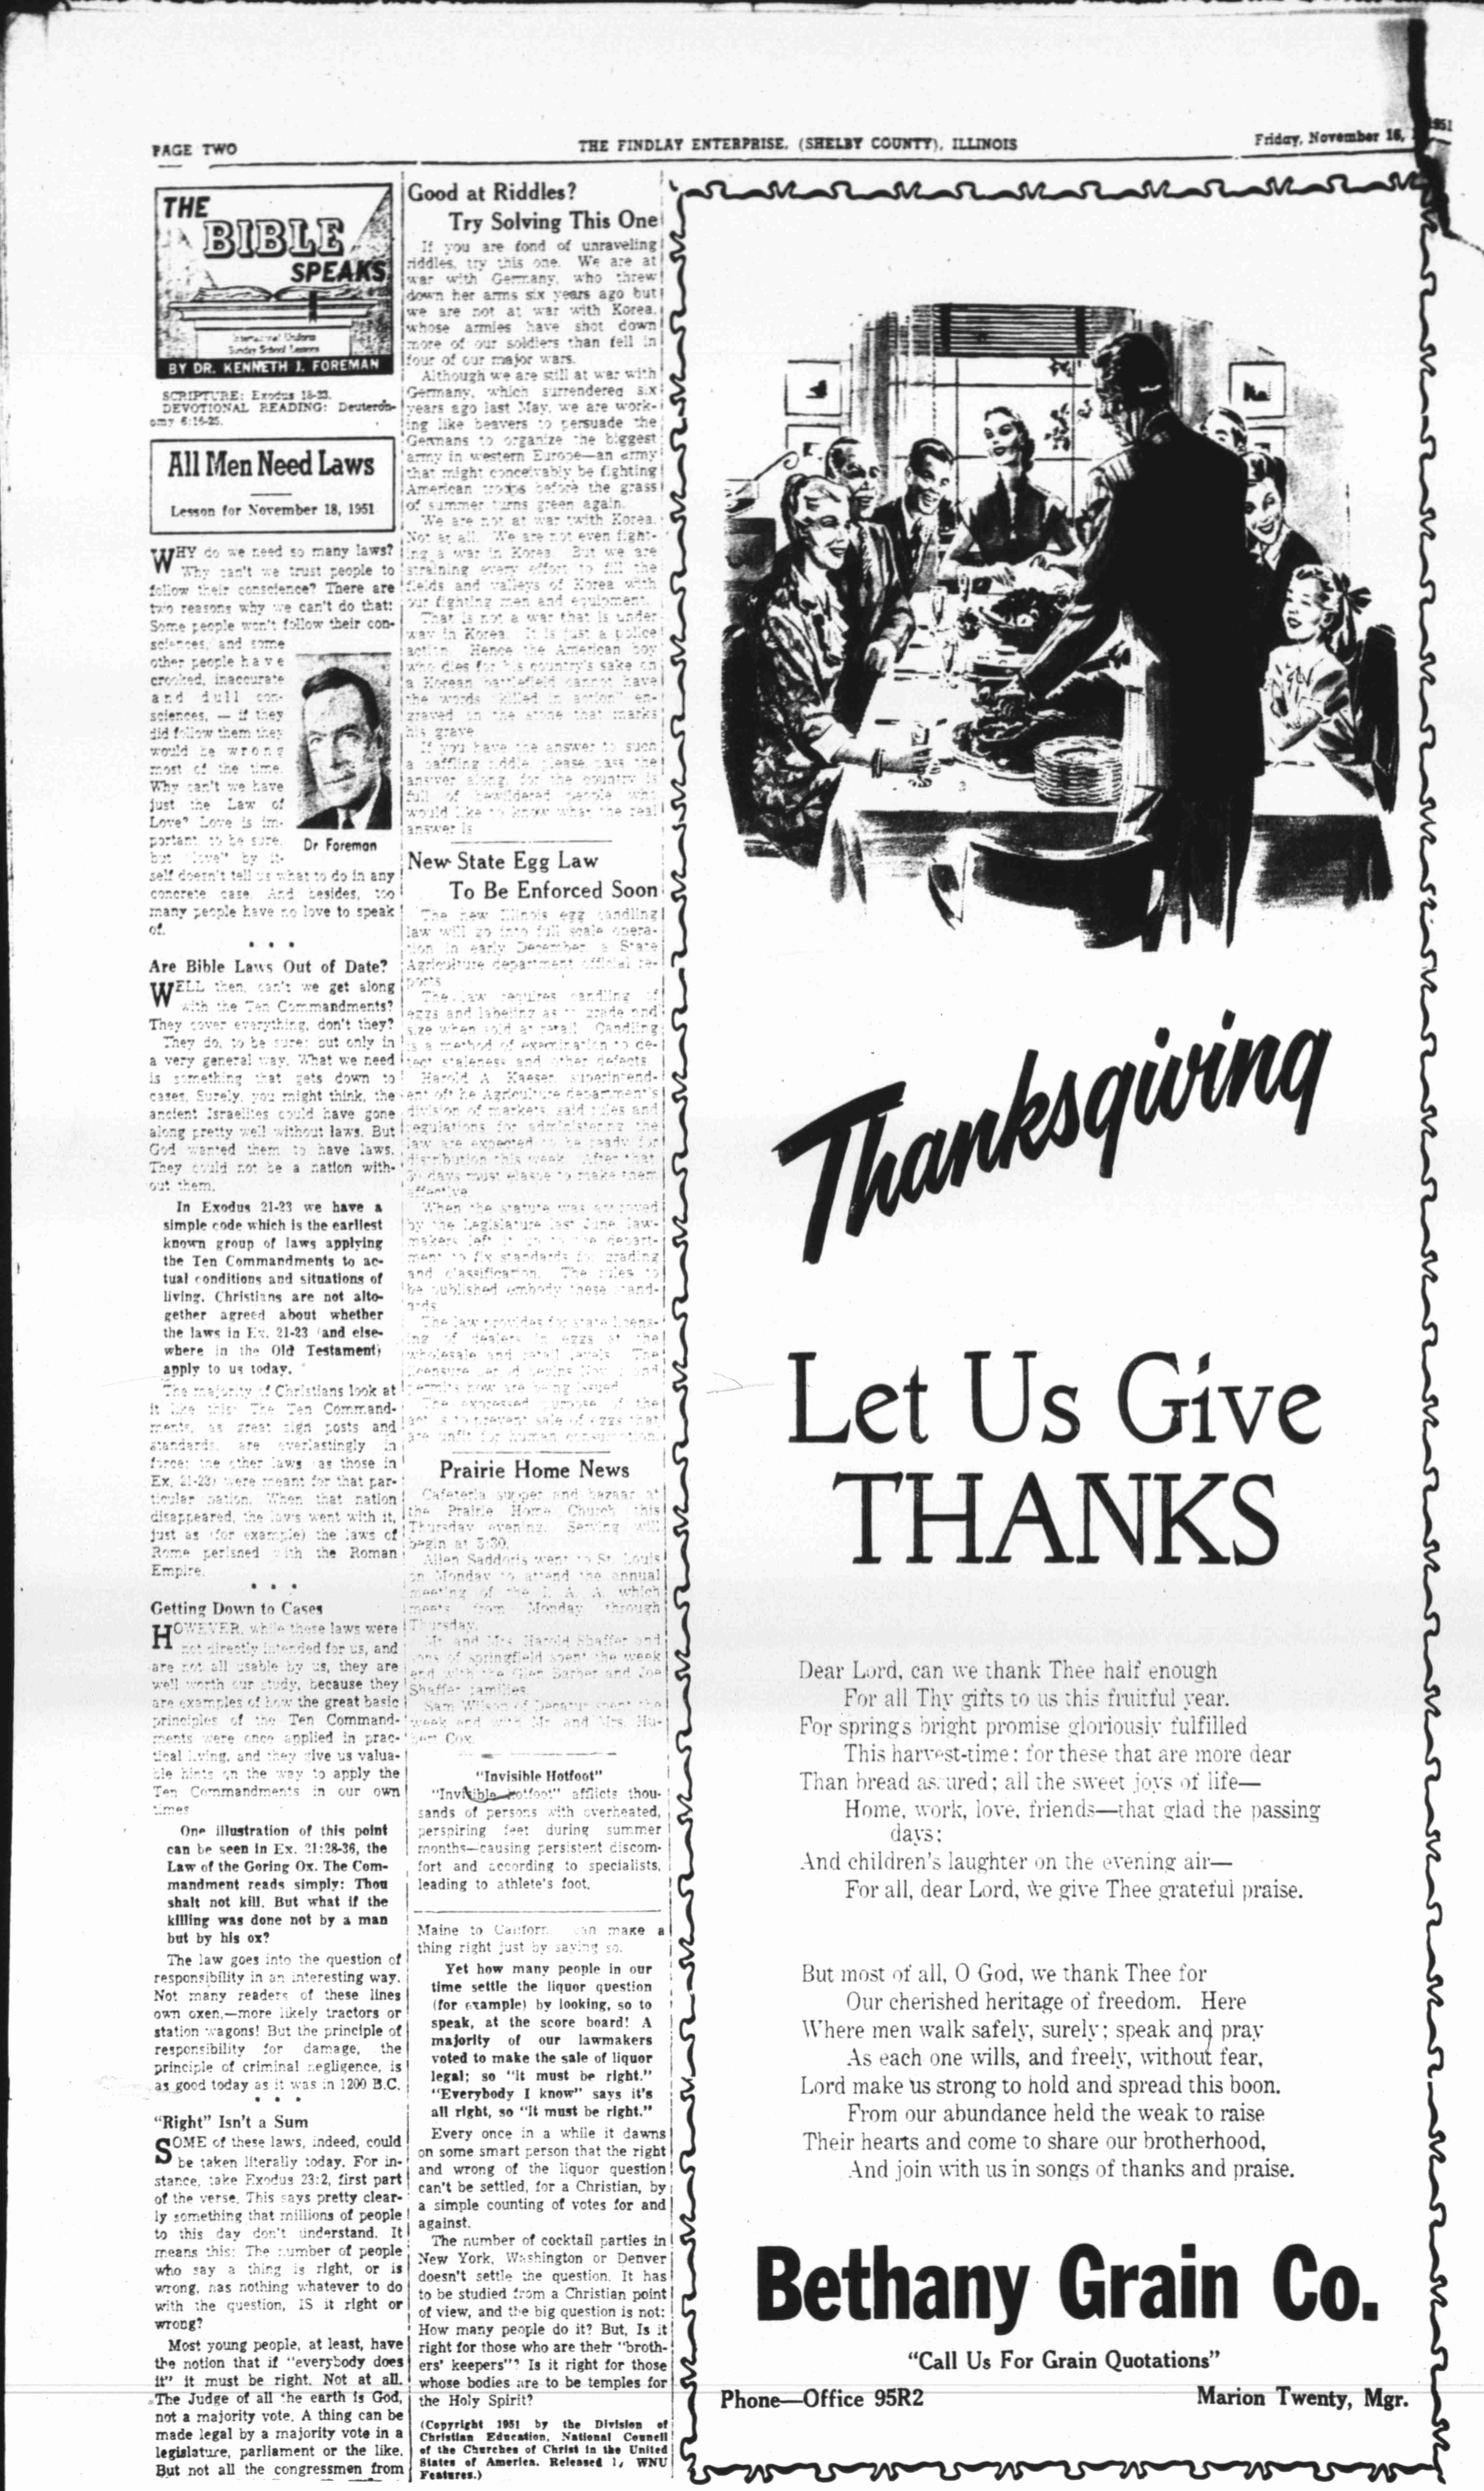 PAGE TWO
THE FINDLAY ENTERPRISE, (SHELBY COUNTY), ILLINOIS
Friday, November 16, 1951
THE
BIBLE
SPEAKS
International Uniform
Sunday School Lessons
BY DR. KENNETH J. FOREMAN
SCRIPTURE: Exodus 18-23.
DEVOTIONAL READING: Deuteron-
omy 6:16-25.
All Men Need Laws
Lesson for November 18, 1951
WHY do we need so many laws?
Why can't we trust people to
follow their conscience? There are
two reasons why we can't do that:
Some people won't follow their con-
sciences, and some
other people have
crooked, inaccurate
and dull con-
sciences, — if they
did follow them they
would be wrong
most of the time.
Why can't we have
just the Law of
Love? Love is im-
portant, to be sure,
but "love" by it-
Dr Foreman
self doesn't tell us what to do in any
concrete case. And besides, too
many people have no love to speak
of.
• • •
Are Bible Laws Out of Date?
WELL then, can't we get along
with the Ten Commandments?
They cover everything, don't they?
They do, to be sure; but only in
a very general way. What we need
is something that gets down to
cases. Surely, you might think, the
ancient Israelites could have gone
along pretty well without laws. But
God wanted them to have laws.
They could not be a nation with-
out them.
In Exodus 21-23 we have a
simple code which is the earliest
known group of laws applying
the Ten Commandments to ac-
tual conditions and situations of
living. Christians are not alto-
gether agreed about whether
the laws in Ex. 21-23 (and else-
where in the Old Testament)
apply to us today.
The majority of Christians look at
it like this: The Ten Command-
ments, as great sign posts and
standards, are everlastingly in
force; the other laws (as those in
Ex. 21-23) were meant for that par-
ticular nation. When that nation
disappeared, the laws went with it,
just as (for example) the laws of
Rome perished with the Roman
Empire.
• • •
Getting Down to Cases
HOWEVER, while these laws were
not directly intended for us, and
are not all usable by us, they are
well worth our study, because they
are examples of how the great basic
principles of the Ten Command-
ments were once applied in prac-
tical living, and they give us valua-
ble hints on the way to apply the
Ten Commandments in our own
times
One illustration of this point
can be seen in Ex. 21:28-36, the
Law of the Goring Ox. The Com-
mandment reads simply: Thou
shalt not kill. But what if the
killing was done not by a man
but by his ox?
The law goes into the question of
responsibility in an interesting way.
Not many readers of these lines
own oxen,—more likely tractors or
station wagons! But the principle of
responsibility for damage, the
principle of criminal negligence, is
as good today as it was in 1200 B.C.
• • •
"Right" Isn't a Sum
SOME of these laws, indeed, could
be taken literally today. For in-
stance, take Exodus 23:2, first part
of the verse. This says pretty clear-
ly something that millions of people
to this day don't understand. It
means this: The number of people
who say a thing is right, or is
wrong, has nothing whatever to do
with the question, IS it right or
wrong?
Most young people, at least, have
the notion that if "everybody does
it" it must be right. Not at all.
The Judge of all the earth is God,
not a majority vote. A thing can be
made legal by a majority vote in a
legislature, parliament or the like.
But not all the congressmen from
Good at Riddles?
Try Solving This One
If you are fond of unraveling
riddles, try this one. We are at
war with Germany, who threw
down her arms six years ago but
we are not at war with Korea,
whose armies have shot down
more of our soldiers than fell in
four of our major wars.
Although we are still at war with
Germany, which surrendered six
years ago last May, we are work-
ing like beavers to persuade the
Germans to organize the biggest
army in western Europe—an army
that might conceivably be fighting
American troops before the grass
of summer turns green again.
We are not at war twith Korea.
Not at all. We are not even fight-
ing a war in Korea. But we are
straining every effort to fill the
fields and valleys of Korea with
our fighting men and equipment.
That is not a war that is under
way in Korea. It is just a police
action. Hence the American boy
who dies for his country's sake on
a Korean battlefield cannot have
the words "killed in action" en-
graved on the stone that marks
his grave.
If you have the answer to such
a baffling riddle, please pass the
answer along, for the country is
full of bewildered people who
would like to know what the real
answer is
New State Egg Law
To Be Enforced Soon
The new Illinois egg candling
law will go into full scale opera-
tion in early December, a State
Agriculture department official re-
ports
The law requires candling of
eggs and labeling as to grade and
size when sold at retail. Candling
is a method of examination to de-
tect staleness and other defects
Harold A. Kaeser, superintend-
ent oft he Agriculture department's
division of markets, said rules and
regulations for administering the
law are expected to be ready for
distribution this week. After that,
days must elaspe to make them
effective
When the statute was approved
by the Legislature last June, law-
makers left it up to the depart-
ment to fix standards for grading
and classification. The rules to
be published embody these stand-
ards
The law provides for state licens-
ing of dealers in eggs at the
wholesale and retail levels. The
licensure period begins Nov. and
permits now are being issued
The expressed purpose of the
act is to prevent sale of eggs that
are unfit for human consumption.
Prairie Home News
Cafeteria supper and bazaar at
the Prairie Home Church this
Thursday evening. Serving will
begin at 5:30.
Allen Saddoris went to St. Louis
on Monday to attend the annual
meeting of the I. A. A. which
meets from Monday through
Thursday.
Mr. and Mrs. Harold Shaffer and
sons of Springfield spent the week
end with the Glen Barber and Joe
Shaffer families.
Sam Wilson of Decatur spent the
week end with Mr. and Mrs. Hu-
bert Cox.
"Invisible Hotfoot"
"Invisible hotfoot" afflicts thou-
sands of persons with overheated,
perspiring feet during summer
months—causing persistent discom-
fort and according to specialists,
leading to athlete's foot.
Maine to Californ can make a
thing right just by saying so.
Yet how many people in our
time settle the liquor question
(for example) by looking, so to
speak, at the score board! A
majority of our lawmakers
voted to make the sale of liquor
legal; so "it must be right."
"Everybody I know" says it's
all right, so "it must be right."
Every once in a while it dawns
on some smart person that the right
and wrong of the liquor question
can't be settled, for a Christian, by
a simple counting of votes for and
against.
The number of cocktail parties in
New York, Washington or Denver
doesn't settle the question. It has
to be studied from a Christian point
of view, and the big question is not:
How many people do it? But, Is it
right for those who are their "broth-
ers' keepers"? Is it right for those
whose bodies are to be temples for
the Holy Spirit?
(Copyright 1951 by the Division of
Christian Education, National Council
of the Churches of Christ in the United
States of America. Released by WNU
Features.)
Thanksgiving
Let Us Give
THANKS
Dear Lord, can we thank Thee half enough
For all Thy gifts to us this fruitful year.
For springs bright promise gloriously fulfilled
This harvest-time: for these that are more dear
Than bread as ured; all the sweet joys of life—
Home, work, love, friends—that glad the passing
days;
And children's laughter on the evening air—
For all, dear Lord, We give Thee grateful praise.
But most of all, O God, we thank Thee for
Our cherished heritage of freedom. Here
Where men walk safely, surely; speak and pray
As each one wills, and freely, without fear,
Lord make us strong to hold and spread this boon.
From our abundance held the weak to raise
Their hearts and come to share our brotherhood,
And join with us in songs of thanks and praise.
Bethany Grain Co.
"Call Us For Grain Quotations"
Phone—Office 95R2
Marion Twenty, Mgr.